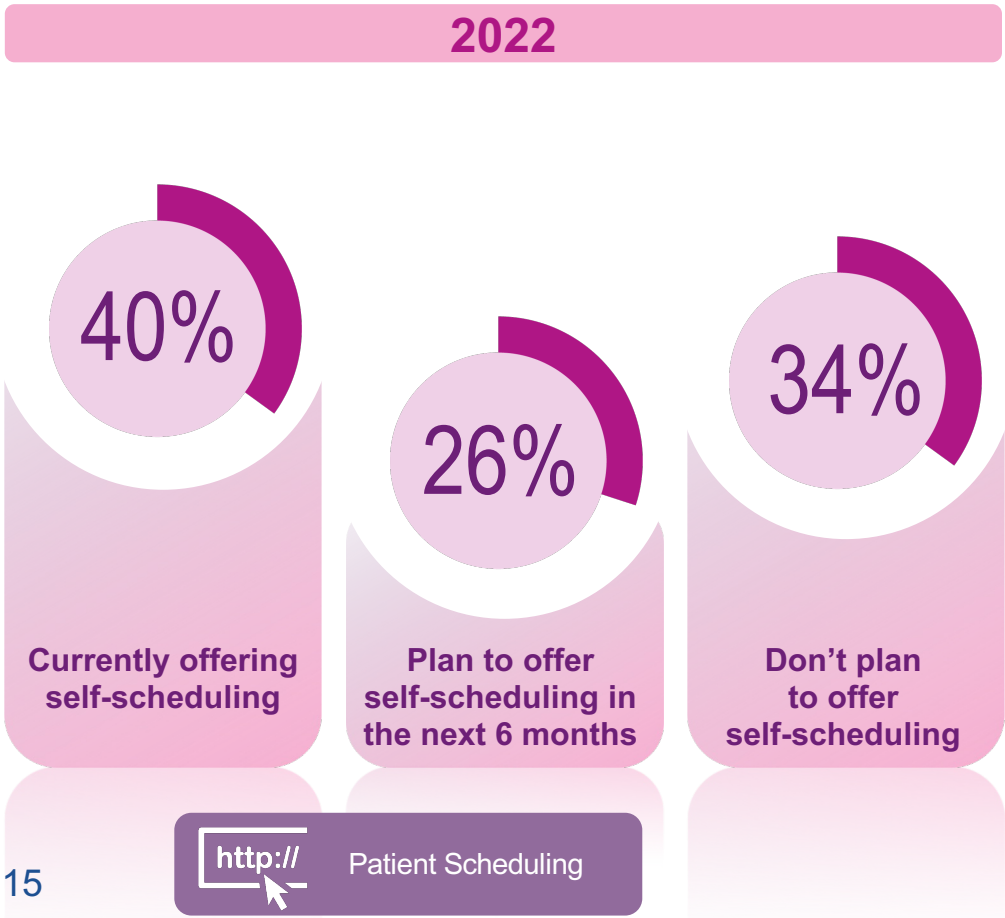 2022
40%
26%
34%
Currently offering
self-scheduling
Plan to offer
self-scheduling in
the next 6 months
Don’t plan
to offer
self-scheduling
http://
Patient Scheduling
15